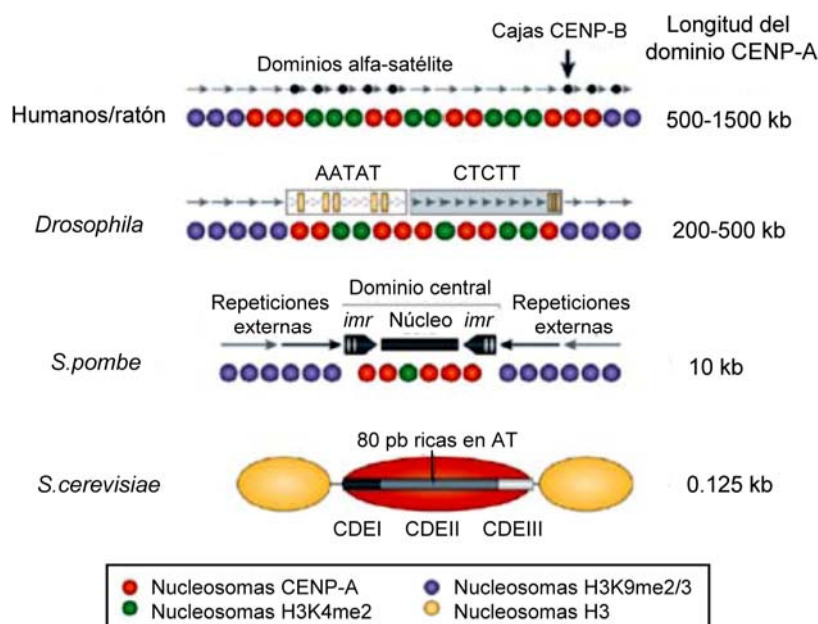 Longitud del
dominio CENP-A
Cajas CENP-B
Dominios alfa-satélite
Humanos/ratón
500-1500 kb
AATAT
CTCTT
Drosophila
200-500 kb
Dominio central
Repeticiones
externas
imr
Núcleo
imr
Repeticiones
externas
S.pombe
10 kb
80 pb ricas en AT
S.cerevisiae
0.125 kb
CDEI
CDEII
CDEIII
Nucleosomas CENP-A
Nucleosomas H3K9me2/3
Nucleosomas H3K4me2
Nucleosomas H3